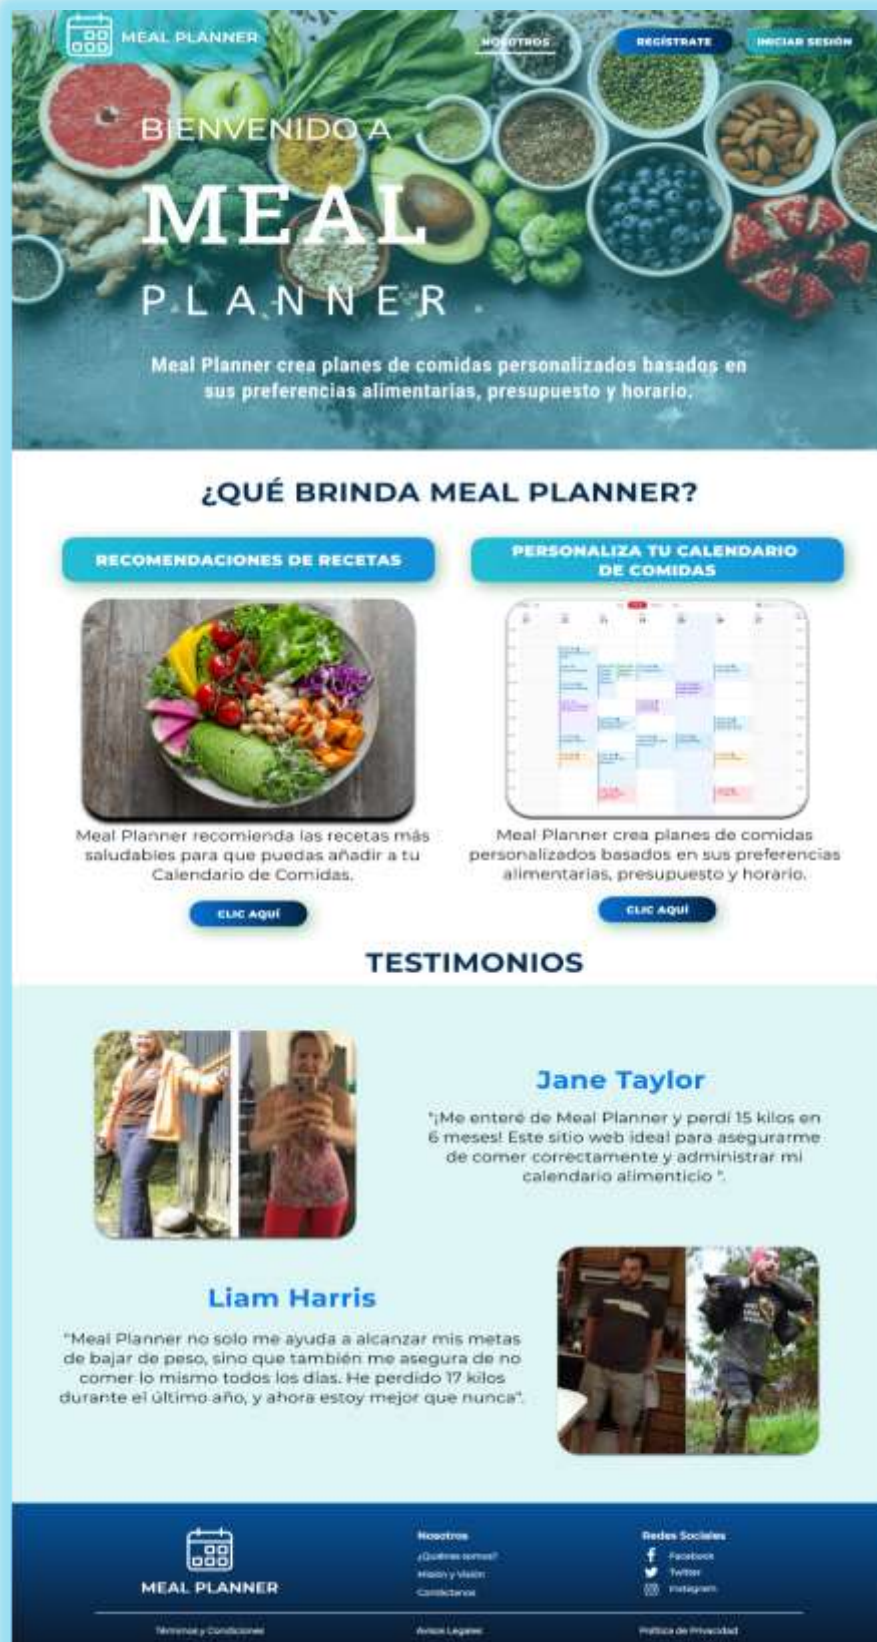 MEAL PLANNER
NOSOTROS
REGÍSTRATE
INICIAR SESIÓN
BIENVENIDO A
MEAL
PLANNER
Meal Planner crea planes de comidas personalizados basados en
sus preferencias alimentarias, presupuesto y horario.
¿QUÉ BRINDA MEAL PLANNER?
RECOMENDACIONES DE RECETAS
PERSONALIZA TU CALENDARIO
DE COMIDAS
Meal Planner recomienda las recetas más
saludables para que puedas añadir a tu
Calendario de Comidas.
CLIC AQUÍ
Meal Planner crea planes de comidas
personalizados basados en sus preferencias
alimentarias, presupuesto y horario.
CLIC AQUÍ
TESTIMONIOS
Jane Taylor
"¡Me enteré de Meal Planner y perdí 15 kilos en
6 meses! Este sitio web ideal para asegurarme
de comer correctamente y administrar mi
calendario alimenticio ".
Liam Harris
"Meal Planner no solo me ayuda a alcanzar mis metas
de bajar de peso, sino que también me asegura de no
comer lo mismo todos los días. He perdido 17 kilos
durante el último año, y ahora estoy mejor que nunca".
MEAL PLANNER
Nosotros
¿Quiénes somos?
Misión y Visión
Contáctanos
Redes Sociales
Facebook
Twitter
Instagram
Términos y Condiciones
Avisos Legales
Política de Privacidad